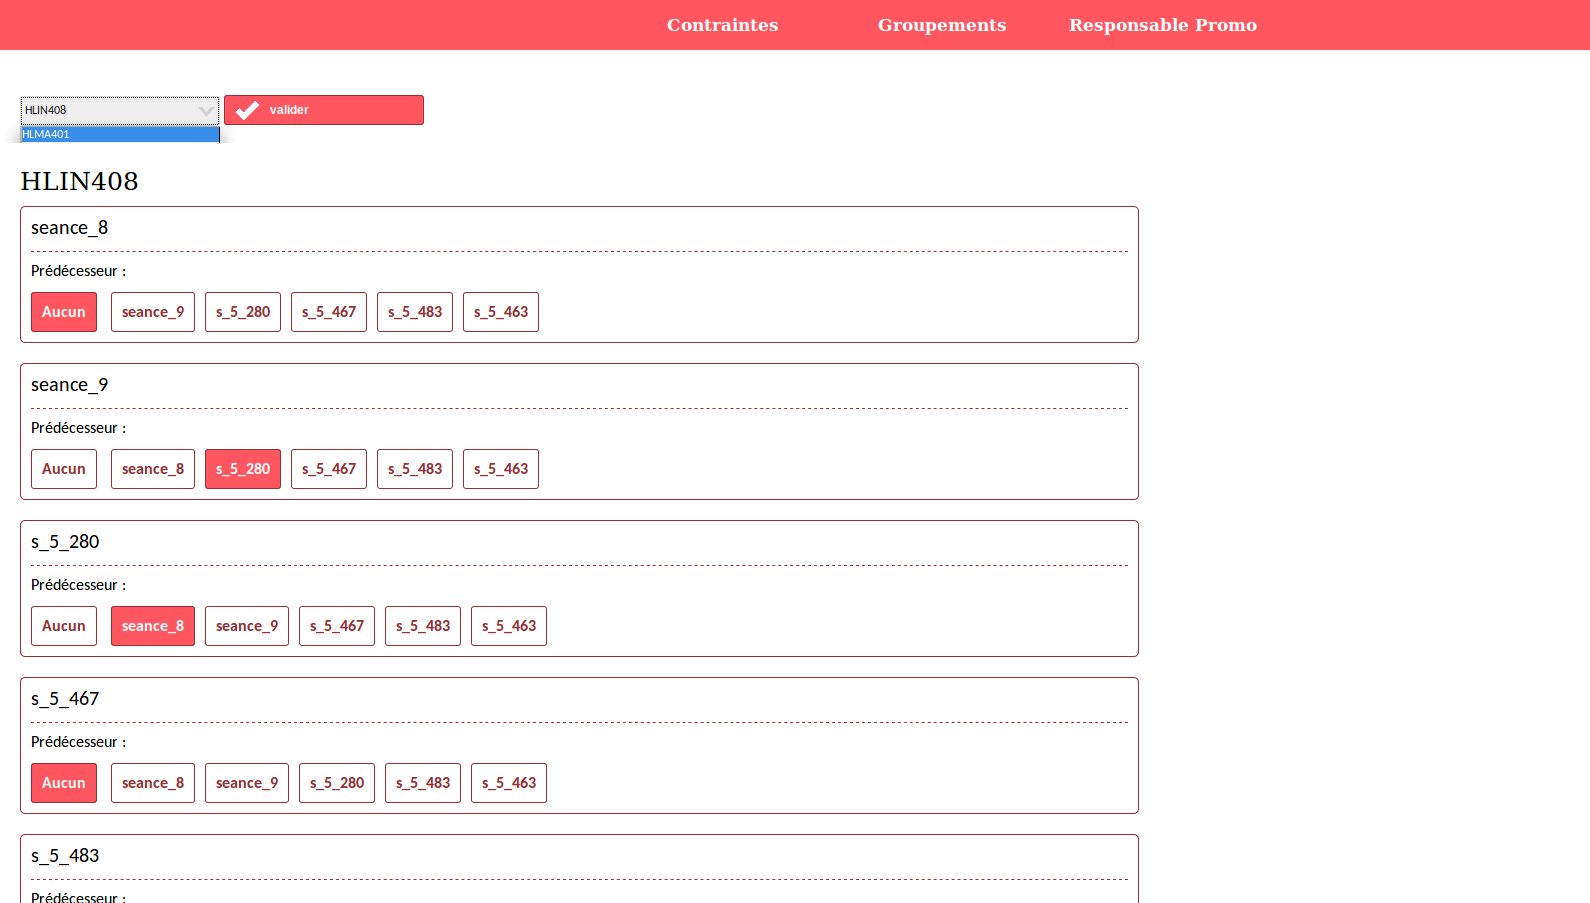 Contraintes Groupements Responsable Promo
HLIN408 valider
HLMA401
HLIN408
seance_8
Prédécesseur :
Aucun seance_9 s_5_280 s_5_467 s_5_483 s_5_463
seance_9
Prédécesseur :
Aucun seance_8 s_5_280 s_5_467 s_5_483 s_5_463
s_5_280
Prédécesseur :
Aucun seance_8 seance_9 s_5_467 s_5_483 s_5_463
s_5_467
Prédécesseur :
Aucun seance_8 seance_9 s_5_280 s_5_483 s_5_463
s_5_483
Prédécesseur :